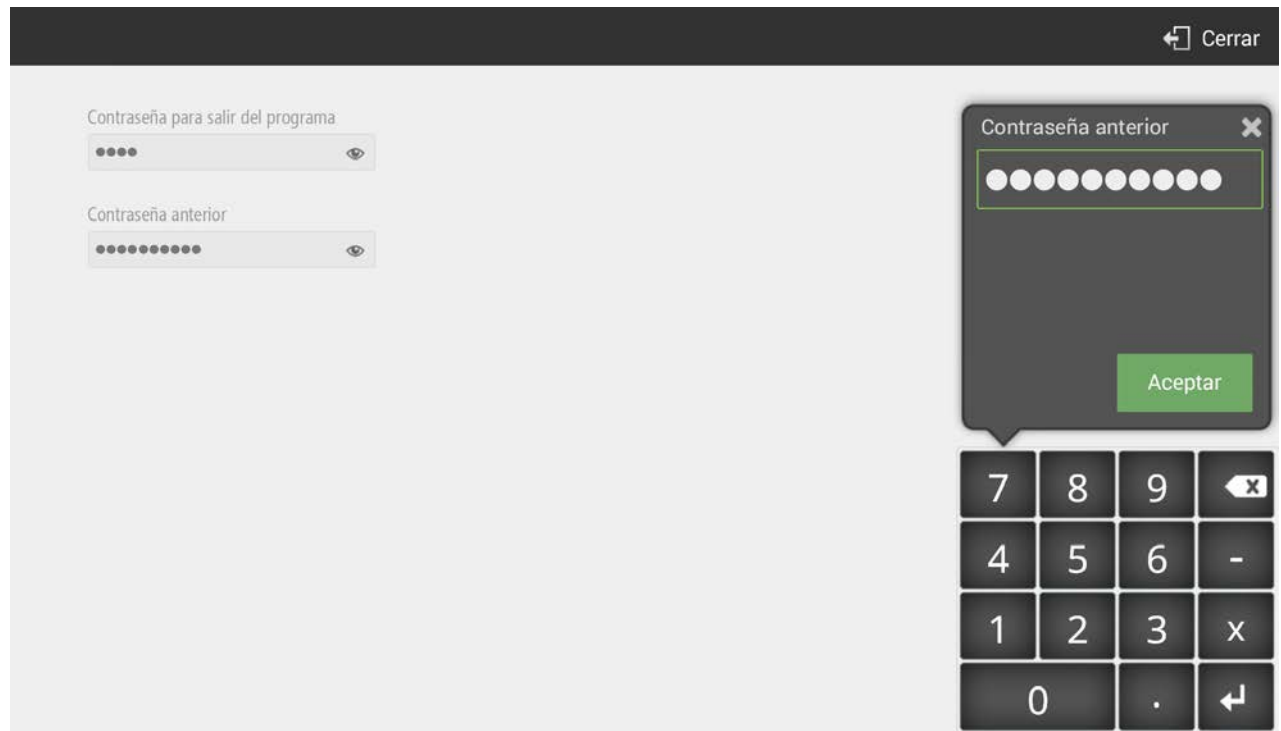 Cerrar
Contraseña para salir del programa
●●●●
Contraseña anterior
●●●●●●●●●●
Contraseña anterior
●●●●●●●●●●
Aceptar
7 8 9
4 5 6 -
1 2 3 x
0 .